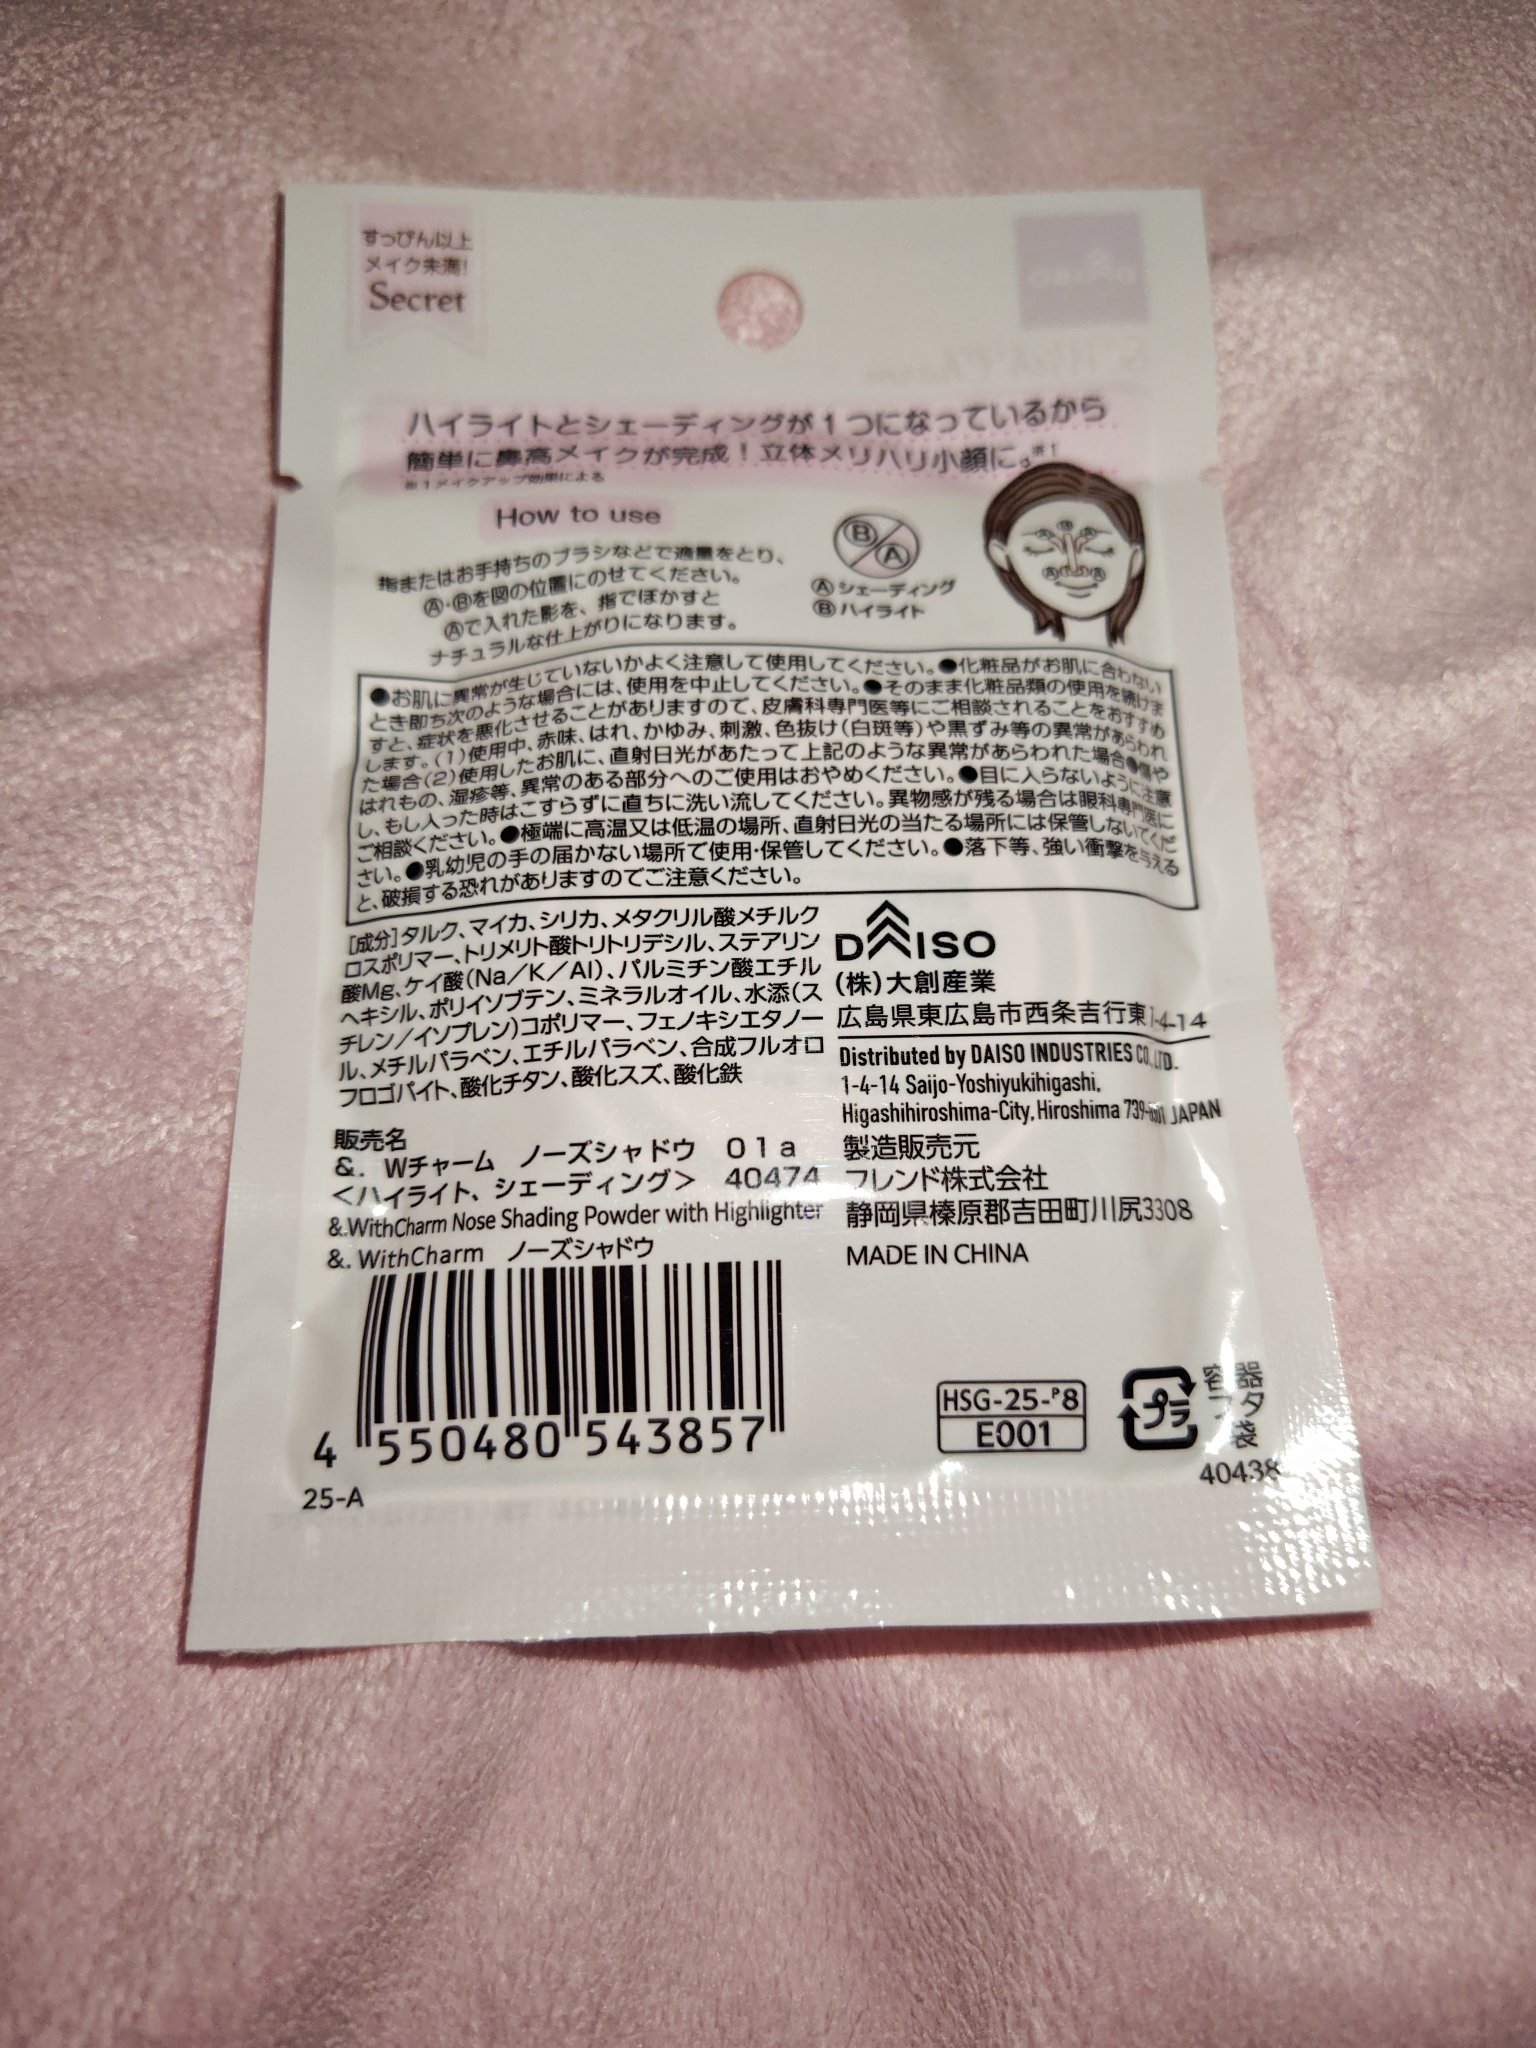 すっぴん以上
メイク未満!
Secret
ハイライトとシェーディングが1つになっているから
簡単に鼻高メイクが完成!立体メリハリ小顔に。※1
※1メイクアップ効果による
How to use
指またはお手持ちのブラシなどで適量をとり、
Ⓐ・Ⓑを図の位置にのせてください。
Ⓐで入れた影を、指でぼかすと
ナチュラルな仕上がりになります。
B
A
Ⓐシェーディング
Ⓑハイライト
●お肌に異常が生じていないかよく注意して使用してください。●化粧品がお肌に合わない
とき即ち次のような場合には、使用を中止してください。●そのまま化粧品類の使用を続けま
すと、症状を悪化させることがありますので、皮膚科専門医等にご相談されることをおすすめ
します。(1)使用中、赤味、はれ、かゆみ、刺激、色抜け(白斑等)や黒ずみ等の異常があらわれ
た場合(2)使用したお肌に、直射日光があたって上記のような異常があらわれた場合●傷や
はれもの、湿疹等、異常のある部分へのご使用はおやめください。●目に入らないように注意
し、もし入った時はこすらずに直ちに洗い流してください。異物感が残る場合は眼科専門医に
ご相談ください。●極端に高温又は低温の場所、直射日光の当たる場所には保管しないでくだ
さい。●乳幼児の手の届かない場所で使用・保管してください。●落下等、強い衝撃を与える
と、破損する恐れがありますのでご注意ください。
[成分]タルク、マイカ、シリカ、メタクリル酸メチルク
ロスポリマー、トリメリト酸トリトリデシル、ステアリン
酸Mg、ケイ酸(Na/K/Al)、パルミチン酸エチル
ヘキシル、ポリイソブテン、ミネラルオイル、水添(ス
チレン/イソプレン)コポリマー、フェノキシエタノー
ル、メチルパラベン、エチルパラベン、合成フルオロ
フロゴパイト、酸化チタン、酸化スズ、酸化鉄
販売名
&. Wチャーム ノーズシャドウ 01a
<ハイライト、シェーディング> 40474
&.WithCharm Nose Shading Powder with Highlighter
&. WithCharm ノーズシャドウ
4 550480 543857
25-A
DAISO
(株)大創産業
広島県東広島市西条吉行東1-4-14
Distributed by DAISO INDUSTRIES CO.,LTD.
1-4-14 Saijo-Yoshiyukihigashi,
Higashihiroshima-City, Hiroshima 739-8501 JAPAN
製造販売元
フレンド株式会社
静岡県榛原郡吉田町川尻3308
MADE IN CHINA
HSG-25-P8
E001
プラ
容器
フタ
袋
40438